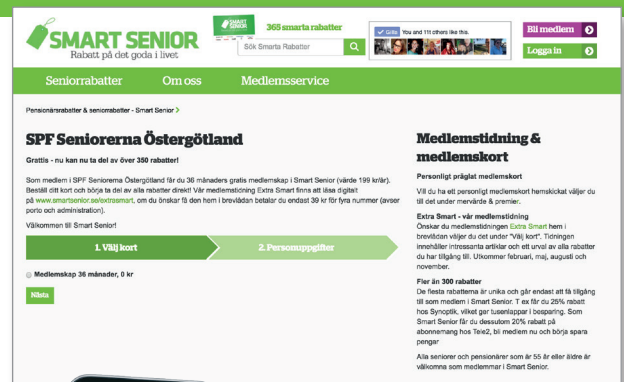 SMART SENIOR
Rabatt på det goda i livet
SMART SENIOR
365 smarta rabatter
Sök Smarta Rabatter
Gilla You and 11t others like this.
Bli medlem
Logga in
Seniorrabatter Om oss Medlemsservice
Pensionärsrabatter & seniorrabatter - Smart Senior >
SPF Seniorerna Östergötland
Grattis - nu kan nu ta del av över 350 rabatter!
Som medlem i SPF Seniorerna Östergötland får du 36 månaders gratis medlemskap i Smart Senior (värde 199 kr/år).
Beställ ditt kort och börja ta del av alla rabatter direkt! Vår medlemstidning Extra Smart finns att läsa digitalt
på www.smartsenior.se/extrasmart, om du önskar få den hem i brevlådan betalar du endast 39 kr för fyra nummer (avser
porto och administration).
Välkommen till Smart Senior!
1. Välj kort
2. Personuppgifter
Medlemskap 36 månader, 0 kr
Nästa
Medlemstidning &
medlemskort
Personligt präglat medlemskort
Vill du ha ett personligt medlemskort hemskickat väljer du
till det under mervärde & premier.
Extra Smart - vår medlemstidning
Önskar du medlemstidningen Extra Smart hem i
brevlådan väljer du det under "Välj kort". Tidningen
innehåller intressanta artiklar och ett urval av alla rabatter
du har tillgång till. Utkommer februari, maj, augusti och
november.
Fler än 300 rabatter
De flesta rabatterna är unika och går endast att få tillgång
till som medlem i Smart Senior. T ex får du 25% rabatt
hos Synoptik, vilket ger tusenlappar i besparing. Som
Smart Senior får du dessutom 20% rabatt på
abonnemang hos Tele2, bli medlem nu och börja spara
pengar
Alla seniorer och pensionärer som är 55 år eller äldre är
välkomna som medlemmar i Smart Senior.